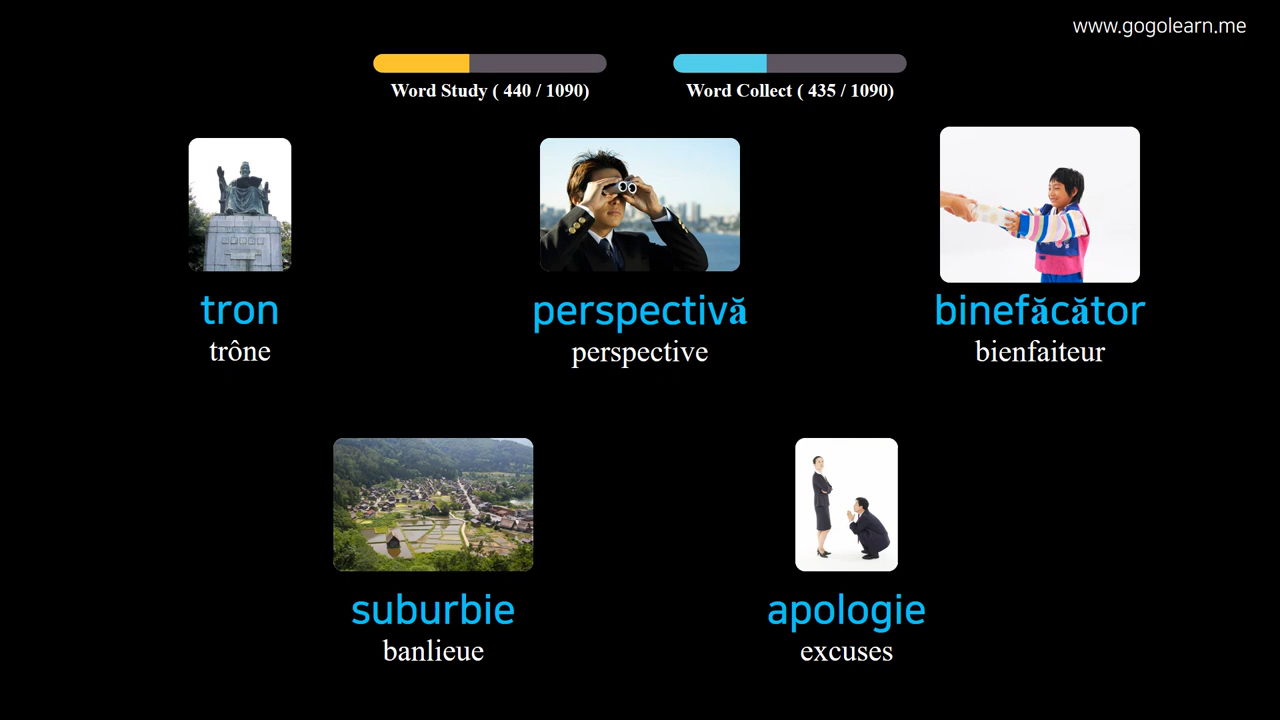 www.gogolearn.me
Word Study ( 440 / 1090)
Word Collect ( 435 / 1090)
tron
trône
perspectivă
perspective
binefăcător
bienfaiteur
suburbie
banlieue
apologie
excuses